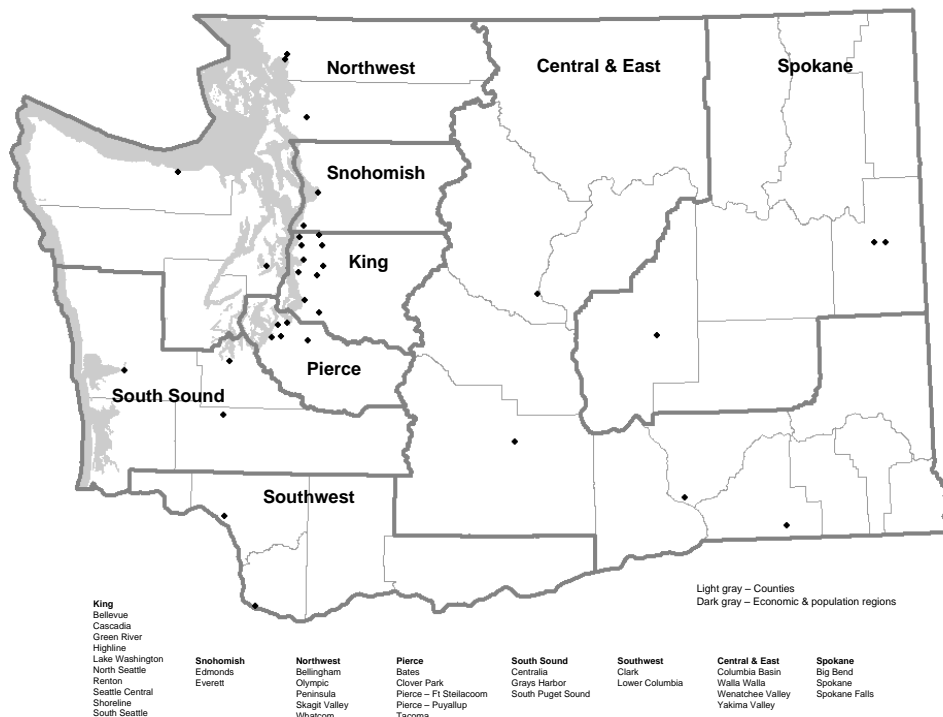 Northwest
Central & East
Spokane
Snohomish
King
Pierce
South Sound
Southwest
Light gray – Counties
Dark gray – Economic & population regions
King
Bellevue
Cascadia
Green River
Highline
Lake Washington
North Seattle
Renton
Seattle Central
Shoreline
South Seattle
Snohomish
Edmonds
Everett
Northwest
Bellingham
Olympic
Peninsula
Skagit Valley
Whatcom
Pierce
Bates
Clover Park
Pierce – Ft Steilacoom
Pierce – Puyallup
Tacoma
South Sound
Centralia
Grays Harbor
South Puget Sound
Southwest
Clark
Lower Columbia
Central & East
Columbia Basin
Walla Walla
Wenatchee Valley
Yakima Valley
Spokane
Big Bend
Spokane
Spokane Falls